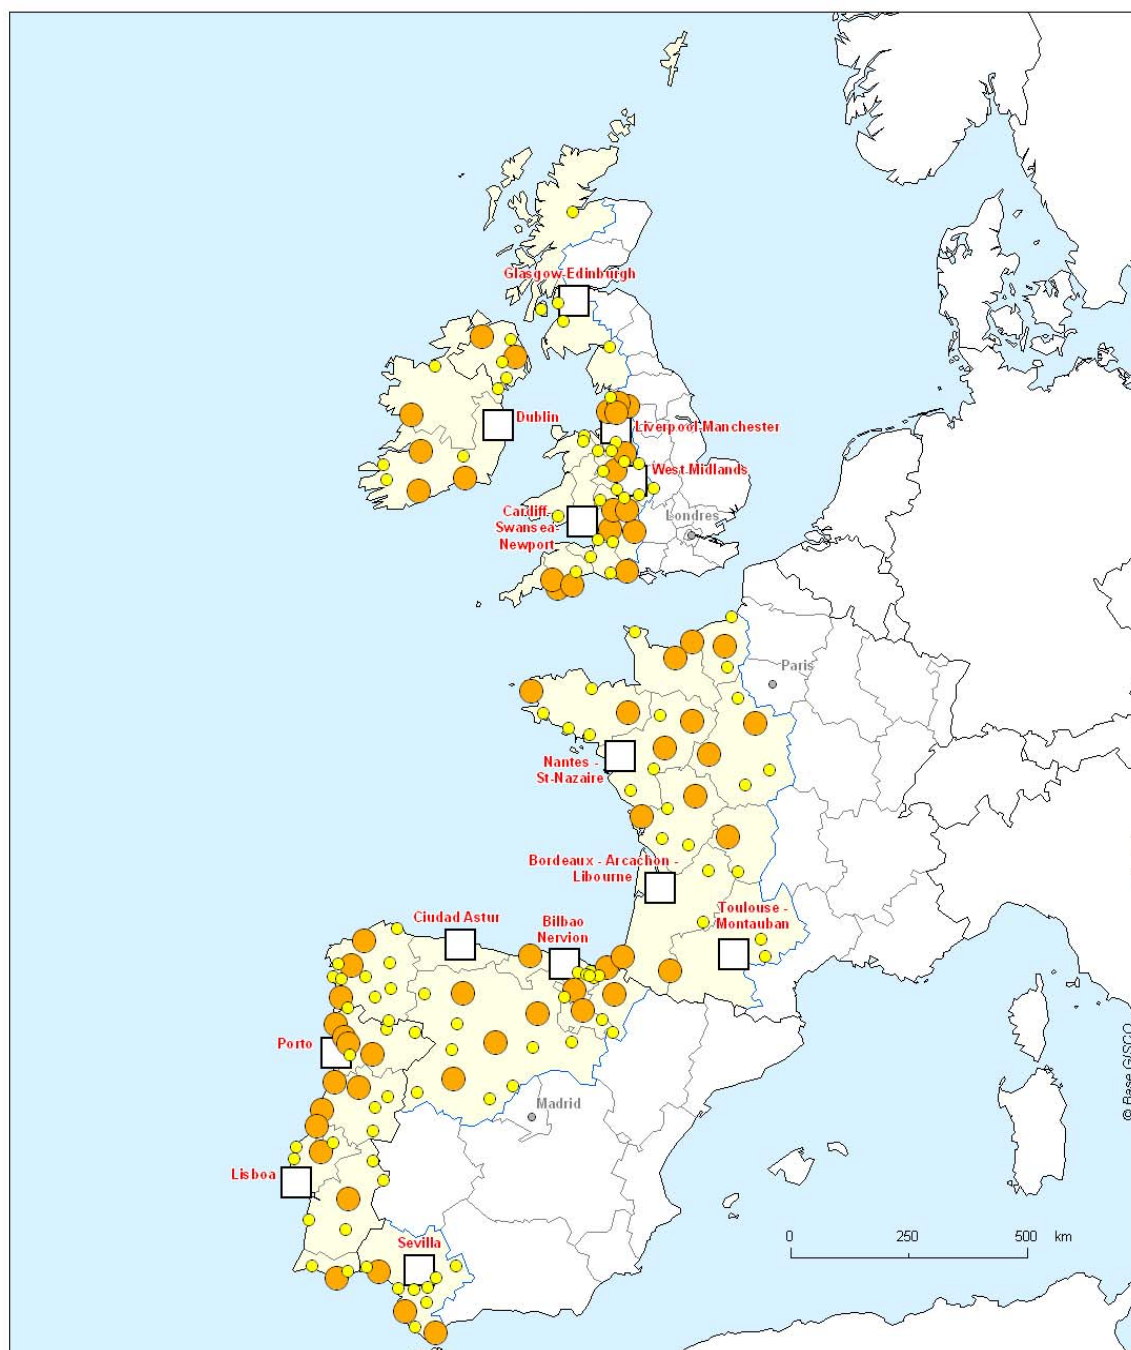 Glasgow-Edinburgh
Dublin
Liverpool-Manchester
West-Midlands
Cardiff-
Swansea-
Newport
Londres
Paris
Nantes -
St-Nazaire
Bordeaux - Arcachon -
Libourne
Toulouse -
Montauban
Ciudad Astur
Bilbao
Nervion
Porto
Madrid
Lisboa
Sevilla
0 250 500 km
© Base GISCO